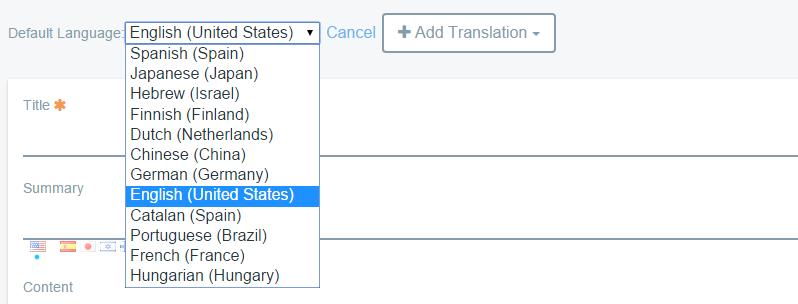 Default Language: English (United States) Cancel Add Translation
Spanish (Spain)
Japanese (Japan)
Hebrew (Israel)
Finnish (Finland)
Dutch (Netherlands)
Chinese (China)
German (Germany)
English (United States)
Catalan (Spain)
Portuguese (Brazil)
French (France)
Hungarian (Hungary)
Title
Summary
Content